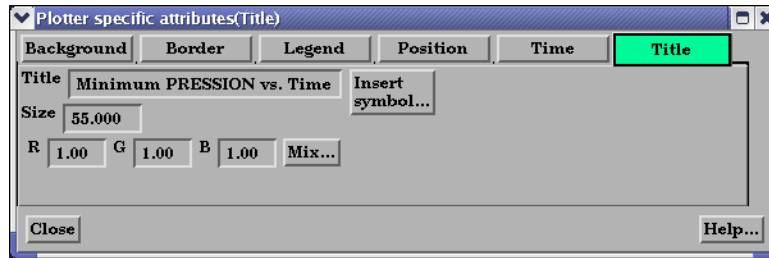 Plotter specific attributes(Title)
Background Border Legend Position Time Title
Title Minimum PRESSION vs. Time Insert symbol...
Size 55.000
R 1.00 G 1.00 B 1.00 Mix...
Close Help...